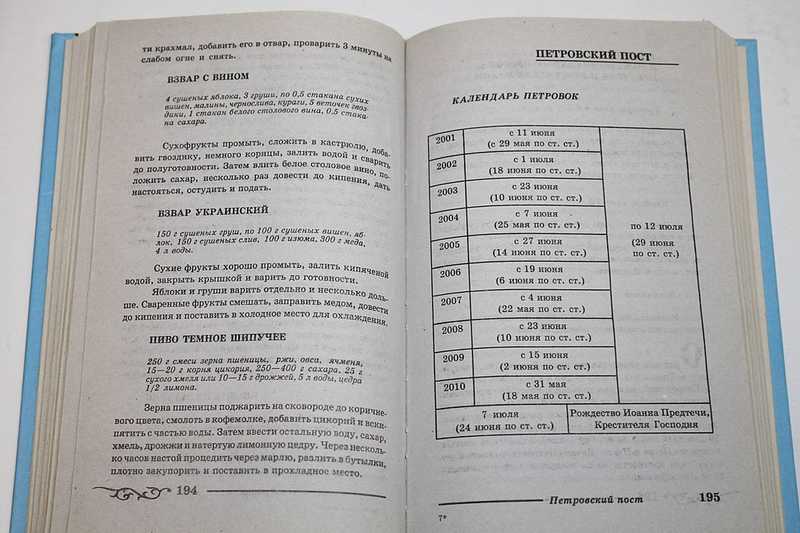 ти крахмал, добавить его в отвар, проварить 3 минуты на
слабом огне и снять.
ВЗВАР С ВИНОМ
4 сушеных яблока, 3 груши, по 0,5 стакана сухих
вишен, малины, чернослива, кураги, 5 веточек гвоз-
дики, 1 стакан белого столового вина, 0,5 стака-
на сахара.
Сухофрукты промыть, сложить в кастрюлю, доба-
вить гвоздику, немного корицы, залить водой и сварить
до полуготовности. Затем влить белое столовое вино, по-
ложить сахар, несколько раз довести до кипения, дать
настояться, остудить и подать.
ВЗВАР УКРАИНСКИЙ
150 г сушеных груш, по 100 г сушеных вишен, яб-
лок, 150 г сушеных слив, 100 г изюма, 300 г меда,
4 л воды.
Сухие фрукты хорошо промыть, залить кипяченой
водой, закрыть крышкой и варить до готовности.
Яблоки и груши варить отдельно и несколько доль-
ше. Сваренные фрукты смешать, заправить медом, довести
до кипения и поставить в холодное место для охлаждения.
ПИВО ТЕМНОЕ ШИПУЧЕЕ
250 г смеси зерна пшеницы, ржи, овса, ячменя,
15—20 г корня цикория, 250—400 г сахара, 25 г
сухого хмеля или 10—15 г дрожжей, 5 л воды, цедра
1/2 лимона.
Зерна пшеницы поджарить на сковороде до коричне-
вого цвета, смолоть в кофемолке, добавить цикорий и вски-
пятить с частью воды. Затем ввести остальную воду, сахар,
хмель, дрожжи и натертую лимонную цедру. Через несколь-
ко часов настой процедить через марлю, разлить в бутылки,
плотно закупорить и поставить в прохладное место.
194
ПЕТРОВСКИЙ ПОСТ
КАЛЕНДАРЬ ПЕТРОВОК
2001 с 11 июня
(с 29 мая по ст. ст.)
2002 с 1 июля
(18 июня по ст. ст.)
2003 с 23 июня
(10 июня по ст. ст.)
2004 с 7 июня
(25 мая по ст. ст.)
2005 с 27 июня
(14 июня по ст. ст.)
2006 с 19 июня
(6 июня по ст. ст.)
2007 с 4 июня
(22 мая по ст. ст.)
2008 с 23 июня
(10 июня по ст. ст.)
2009 с 15 июня
(2 июня по ст. ст.)
2010 с 31 мая
(18 мая по ст. ст.)
по 12 июля
(29 июня
по ст. ст.)
7 июля
(24 июня по ст. ст.)
Рождество Иоанна Предтечи,
Крестителя Господня
Петровский пост 195
7*